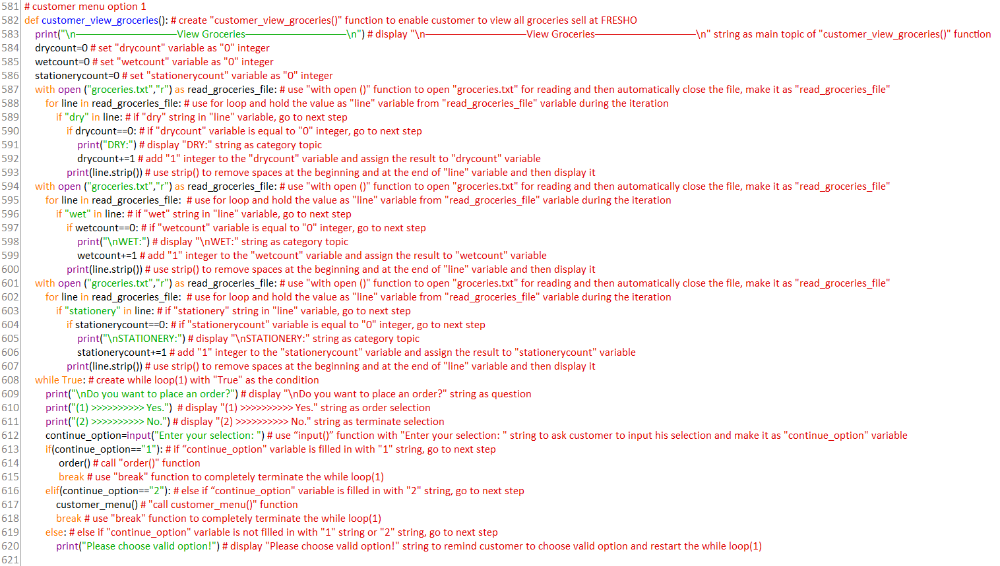 581 # customer menu option 1
582 def customer_view_groceries(): # create "customer_view_groceries()" function to enable customer to view all groceries sell at FRESHO
583     print("\n———————————View Groceries———————————\n") # display "\n———————————View Groceries———————————\n" string as main topic of "customer_view_groceries()" function
584     drycount=0 # set "drycount" variable as "0" integer
585     wetcount=0 # set "wetcount" variable as "0" integer
586     stationerycount=0 # set "stationerycount" variable as "0" integer
587     with open ("groceries.txt","r") as read_groceries_file: # use "with open ()" function to open "groceries.txt" for reading and then automatically close the file, make it as "read_groceries_file"
588         for line in read_groceries_file: # use for loop and hold the value as "line" variable from "read_groceries_file" variable during the iteration
589             if "dry" in line: # if "dry" string in "line" variable, go to next step
590                 if drycount==0: # if "drycount" variable is equal to "0" integer, go to next step
591                     print("DRY:") # display "DRY:" string as category topic
592                     drycount+=1 # add "1" integer to the "drycount" variable and assign the result to "drycount" variable
593                 print(line.strip()) # use strip() to remove spaces at the beginning and at the end of "line" variable and then display it
594     with open ("groceries.txt","r") as read_groceries_file: # use "with open ()" function to open "groceries.txt" for reading and then automatically close the file, make it as "read_groceries_file"
595         for line in read_groceries_file:  # use for loop and hold the value as "line" variable from "read_groceries_file" variable during the iteration
596             if "wet" in line: # if "wet" string in "line" variable, go to next step
597                 if wetcount==0: # if "wetcount" variable is equal to "0" integer, go to next step
598                     print("\nWET:") # display "\nWET:" string as category topic
599                     wetcount+=1 # add "1" integer to the "wetcount" variable and assign the result to "wetcount" variable
600                 print(line.strip()) # use strip() to remove spaces at the beginning and at the end of "line" variable and then display it
601     with open ("groceries.txt","r") as read_groceries_file: # use "with open ()" function to open "groceries.txt" for reading and then automatically close the file, make it as "read_groceries_file"
602         for line in read_groceries_file:  # use for loop and hold the value as "line" variable from "read_groceries_file" variable during the iteration
603             if "stationery" in line: # if "stationery" string in "line" variable, go to next step
604                 if stationerycount==0: # if "stationerycount" variable is equal to "0" integer, go to next step
605                     print("\nSTATIONERY:") # display "\nSTATIONERY:" string as category topic
606                     stationerycount+=1 # add "1" integer to the "stationerycount" variable and assign the result to "stationerycount" variable
607                 print(line.strip()) # use strip() to remove spaces at the beginning and at the end of "line" variable and then display it
608     while True: # create while loop(1) with "True" as the condition
609         print("\nDo you want to place an order?") # display "\nDo you want to place an order?" string as question
610         print("(1) >>>>>>>>>> Yes.")  # display "(1) >>>>>>>>>> Yes." string as order selection
611         print("(2) >>>>>>>>>> No.") # display "(2) >>>>>>>>>> No." string as terminate selection
612         continue_option=input("Enter your selection: ") # use “input()” function with "Enter your selection: " string to ask customer to input his selection and make it as "continue_option" variable
613         if(continue_option=="1"): # if “continue_option" variable is filled in with "1" string, go to next step
614              order() # call "order()" function
615              break # use "break" function to completely terminate the while loop(1)
616         elif(continue_option=="2"): # else if “continue_option" variable is filled in with "2" string, go to next step
617             customer_menu() # "call customer_menu()" function
618             break # use "break" function to completely terminate the while loop(1)
619         else: # else if "continue_option" variable is not filled in with "1" string or "2" string, go to next step
620             print("Please choose valid option!") # display "Please choose valid option!" string to remind customer to choose valid option and restart the while loop(1)
621